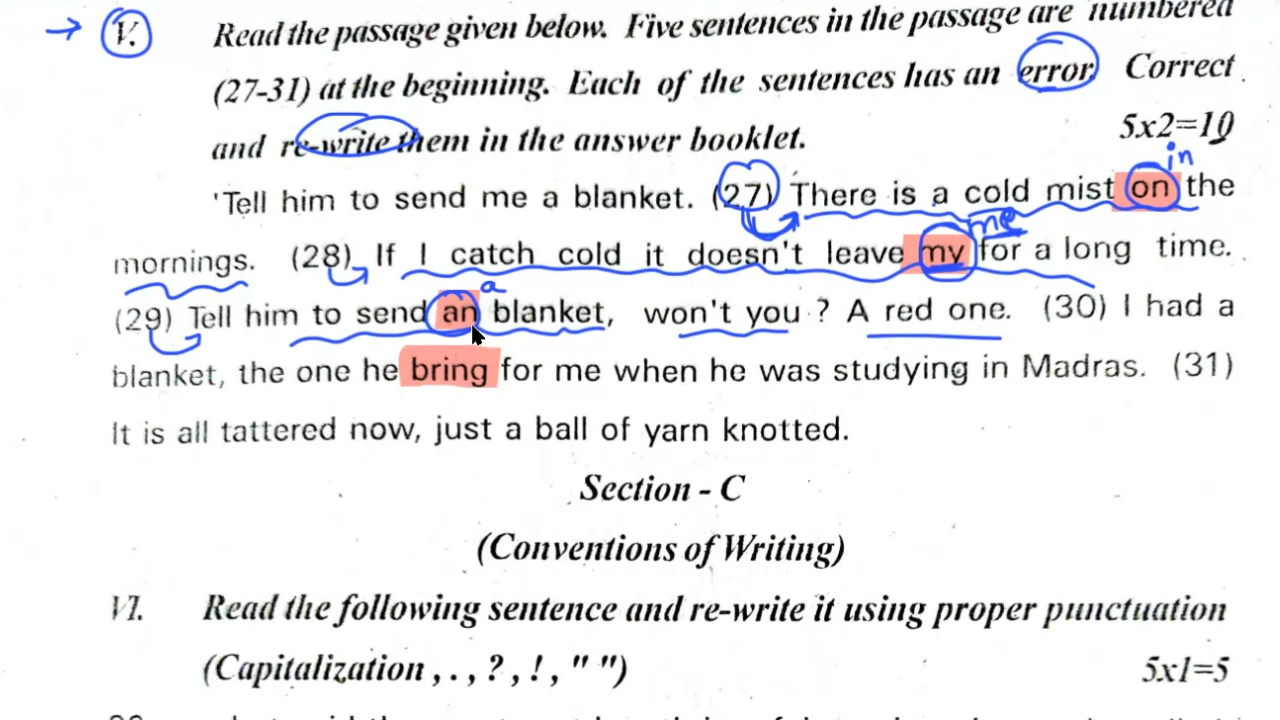 V. Read the passage given below. Five sentences in the passage are numbered
(27-31) at the beginning. Each of the sentences has an error. Correct
and re-write them in the answer booklet. 5x2=10
in
'Tell him to send me a blanket. (27) There is a cold mist on the
me
mornings. (28) If I catch cold it doesn't leave my for a long time.
a
(29) Tell him to send an blanket, won't you ? A red one. (30) I had a
blanket, the one he bring for me when he was studying in Madras. (31)
It is all tattered now, just a ball of yarn knotted.
Section - C
(Conventions of Writing)
VI. Read the following sentence and re-write it using proper punctuation
(Capitalization , . , ? , ! , " ") 5x1=5